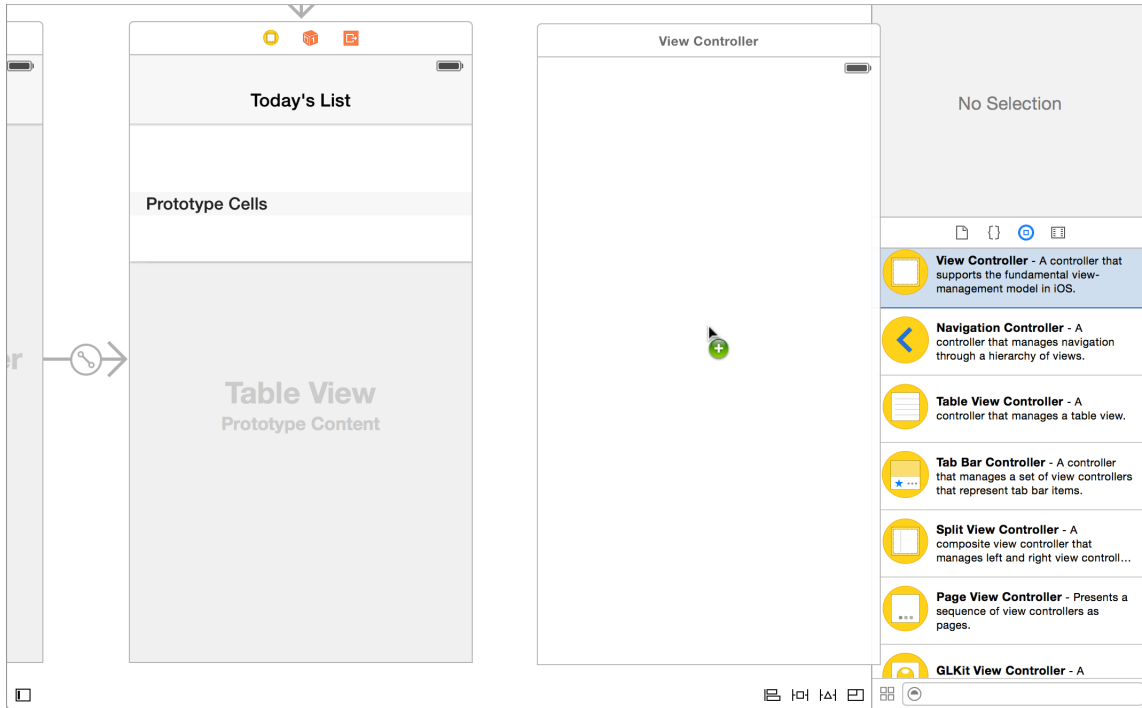 View Controller
Today's List
No Selection
Prototype Cells
View Controller - A controller that
supports the fundamental view-
management model in iOS.
Navigation Controller - A
controller that manages navigation
through a hierarchy of views.
Table View
Prototype Content
Table View Controller - A
controller that manages a table view.
Tab Bar Controller - A controller
that manages a set of view controllers
that represent tab bar items.
Split View Controller - A
composite view controller that
manages left and right view controll...
Page View Controller - Presents a
sequence of view controllers as
pages.
GLKit View Controller - A